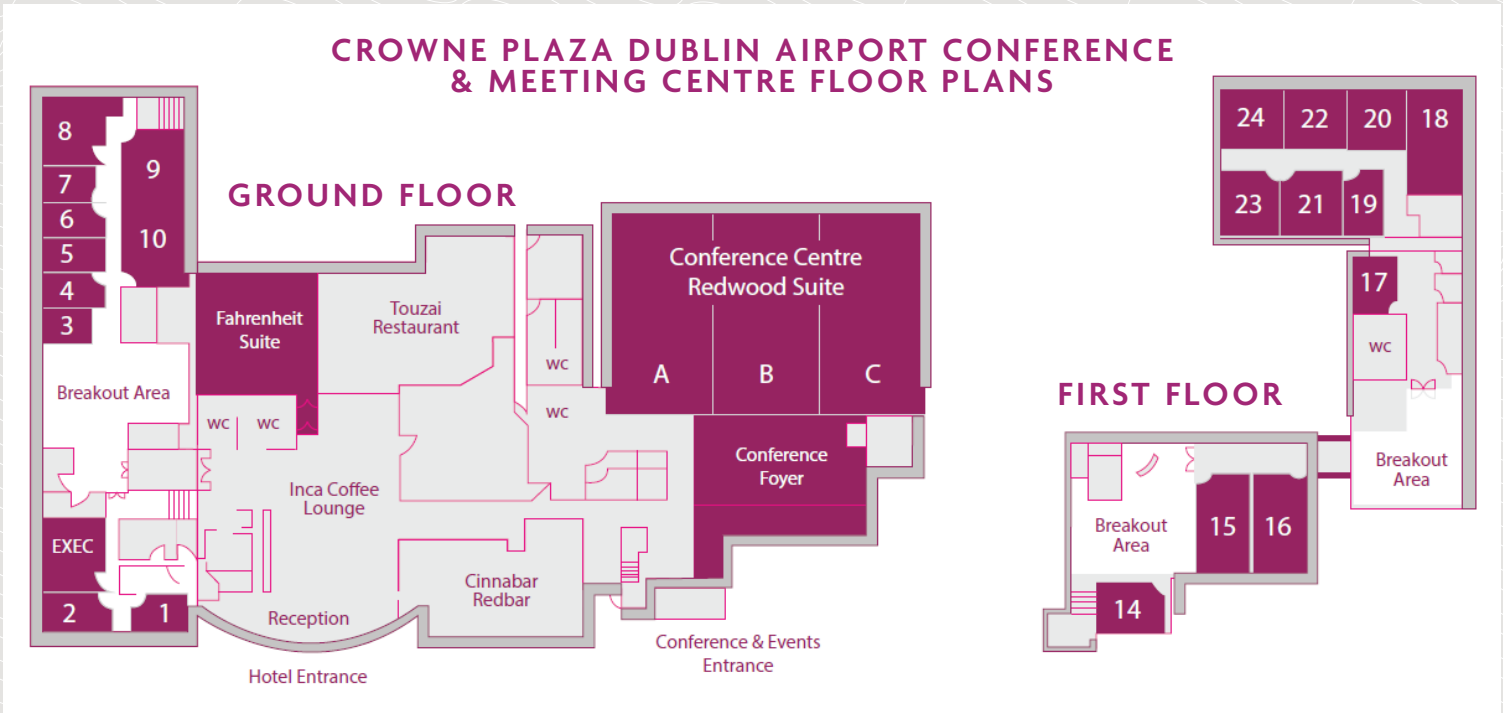 CROWNE PLAZA DUBLIN AIRPORT CONFERENCE
& MEETING CENTRE FLOOR PLANS
GROUND FLOOR
8
7
6
5
4
3
9
10
Breakout Area
EXEC
2
1
Fahrenheit
Suite
wc
wc
Touzai
Restaurant
wc
wc
Inca Coffee
Lounge
Reception
Hotel Entrance
Cinnabar
Redbar
Conference Centre
Redwood Suite
A
B
C
Conference
Foyer
Conference & Events
Entrance
FIRST FLOOR
24
22
20
18
23
21
19
17
wc
Breakout
Area
Breakout
Area
15
16
14